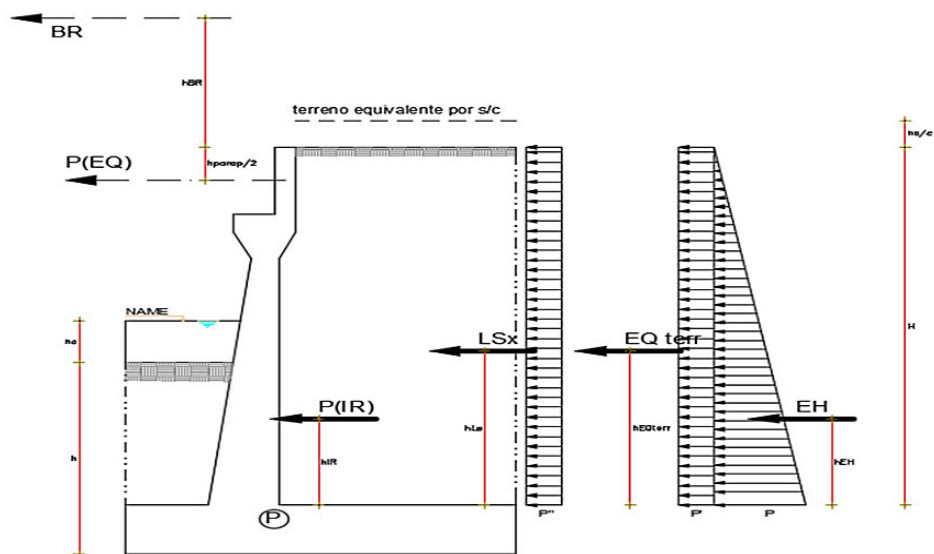 BR
hBR
terreno equivalente por s/c
hs/c
P(EQ)
hparap/2
NAME
H
LSx
EQ terr
P(IR)
EH
h
hIR
hLs
hEQterr
hEH
P
P''
P'
P